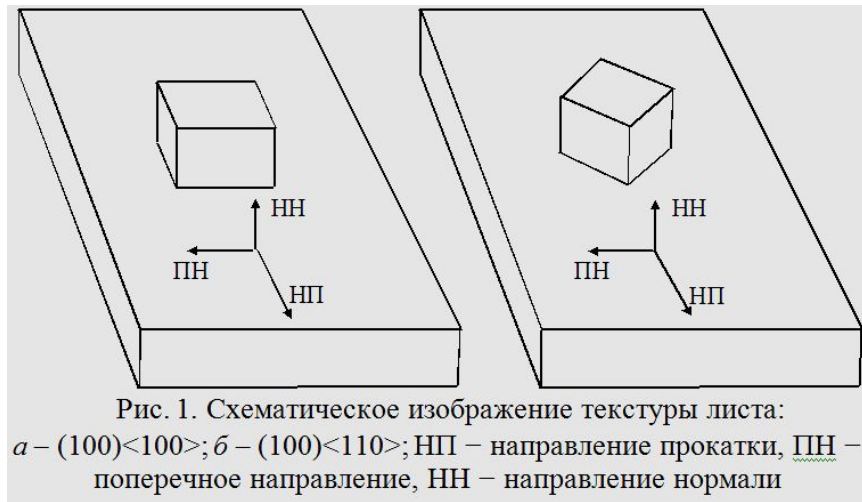 НН
ПН
НП
НН
ПН
НП
Рис. 1. Схематическое изображение текстуры листа:
а – (100)<100>; б – (100)<110>; НП – направление прокатки, ПН –
поперечное направление, НН – направление нормали